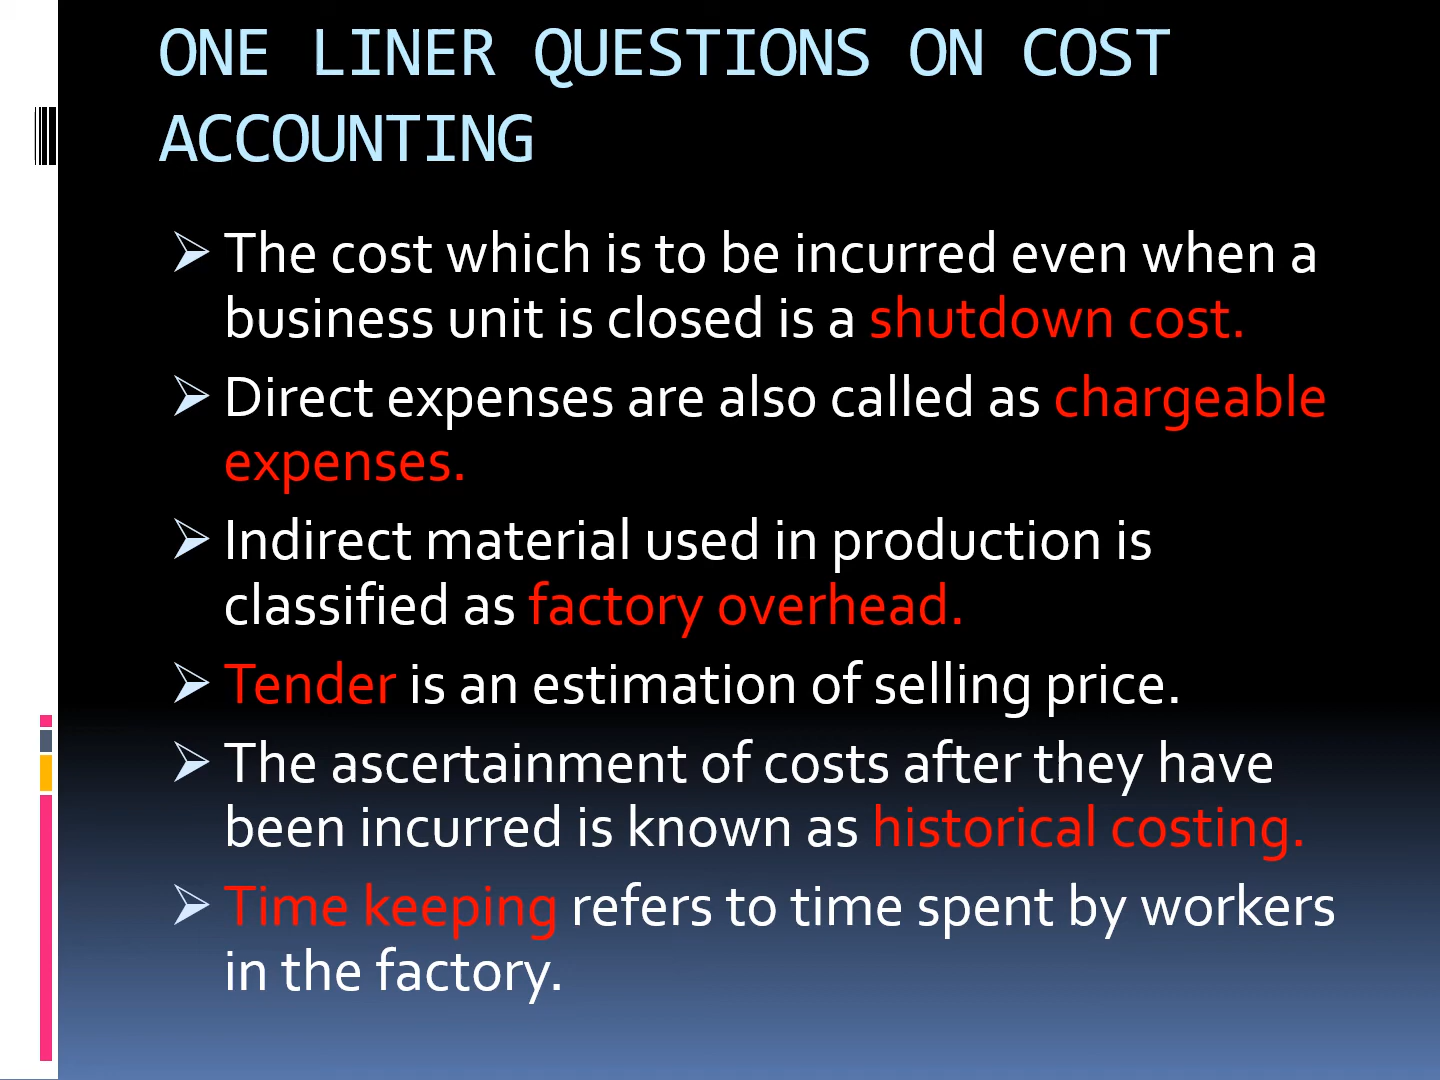 ONE LINER QUESTIONS ON COST
ACCOUNTING
The cost which is to be incurred even when a
business unit is closed is a shutdown cost.
Direct expenses are also called as chargeable
expenses.
Indirect material used in production is
classified as factory overhead.
Tender is an estimation of selling price.
The ascertainment of costs after they have
been incurred is known as historical costing.
Time keeping refers to time spent by workers
in the factory.